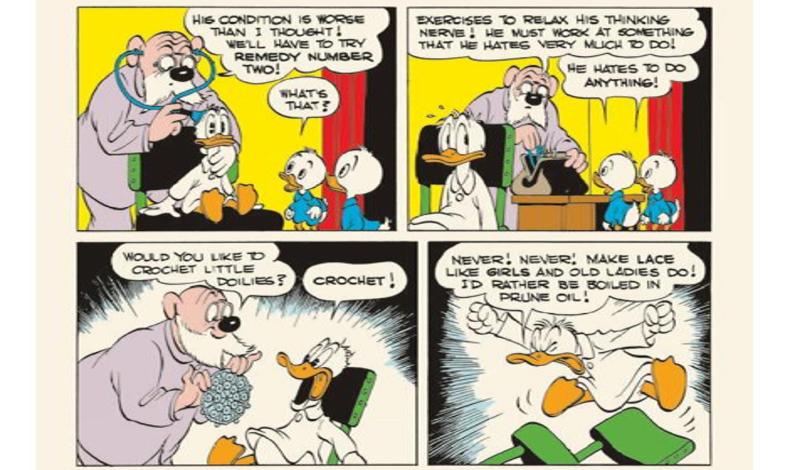 HIS CONDITION IS WORSE
THAN I THOUGHT!
WE'LL HAVE TO TRY
REMEDY NUMBER
TWO!
WHAT'S
THAT?
EXERCISES TO RELAX HIS THINKING
NERVE! HE MUST WORK AT SOMETHING
THAT HE HATES VERY MUCH TO DO!
HE HATES TO DO
ANYTHING!
WOULD YOU LIKE TO
CROCHET LITTLE
DOILIES?
CROCHET!
NEVER! NEVER! MAKE LACE
LIKE GIRLS AND OLD LADIES DO!
I'D RATHER BE BOILED IN
PRUNE OIL!